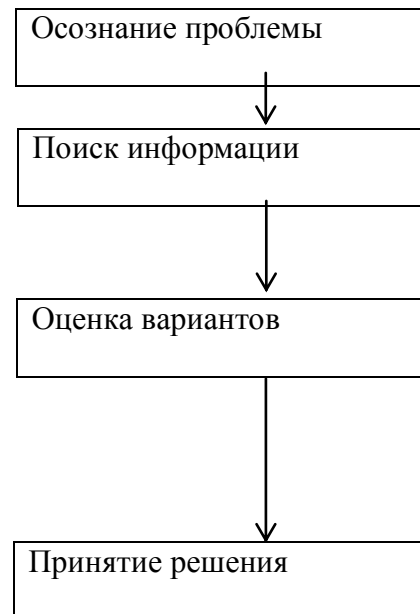 Осознание проблемы
Поиск информации
Оценка вариантов
Принятие решения